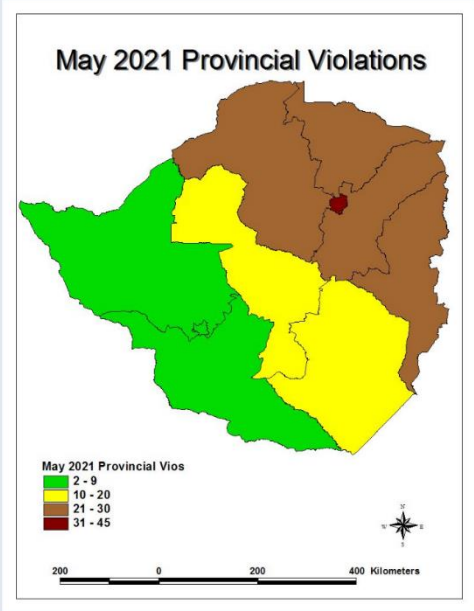 May 2021 Provincial Violations
May 2021 Provincial Vios
2 - 9
10 - 20
21 - 30
31 - 45
N
W E
S
200 0 200 400 Kilometers